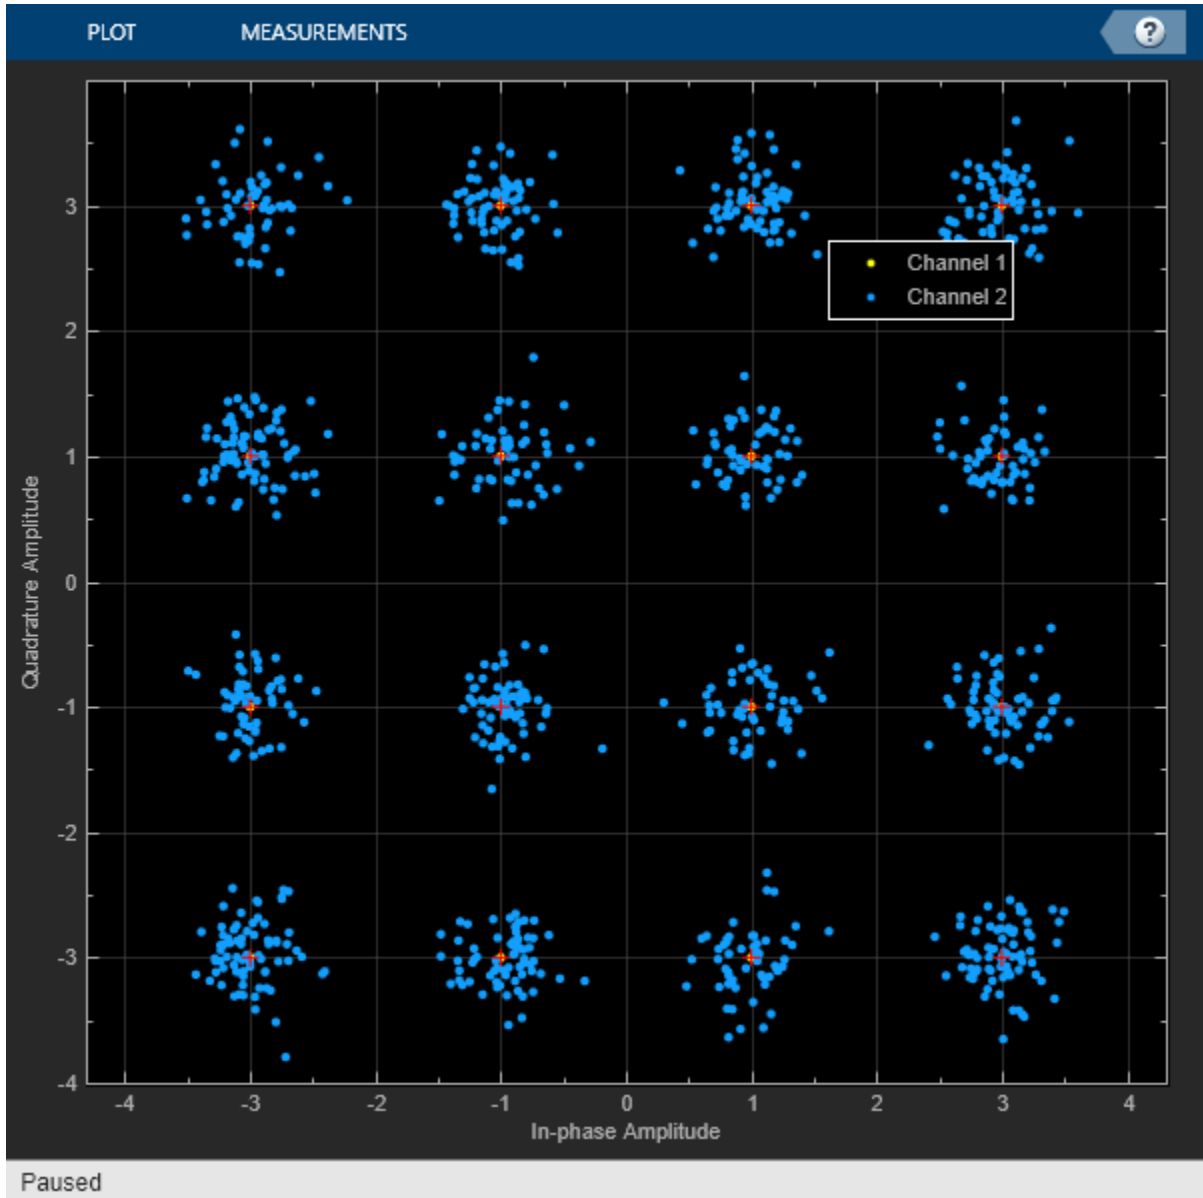 PLOT MEASUREMENTS ?
Channel 1
Channel 2
Quadrature Amplitude
3
2
1
0
-1
-2
-3
-4
-4 -3 -2 -1 0 1 2 3 4
In-phase Amplitude
Paused